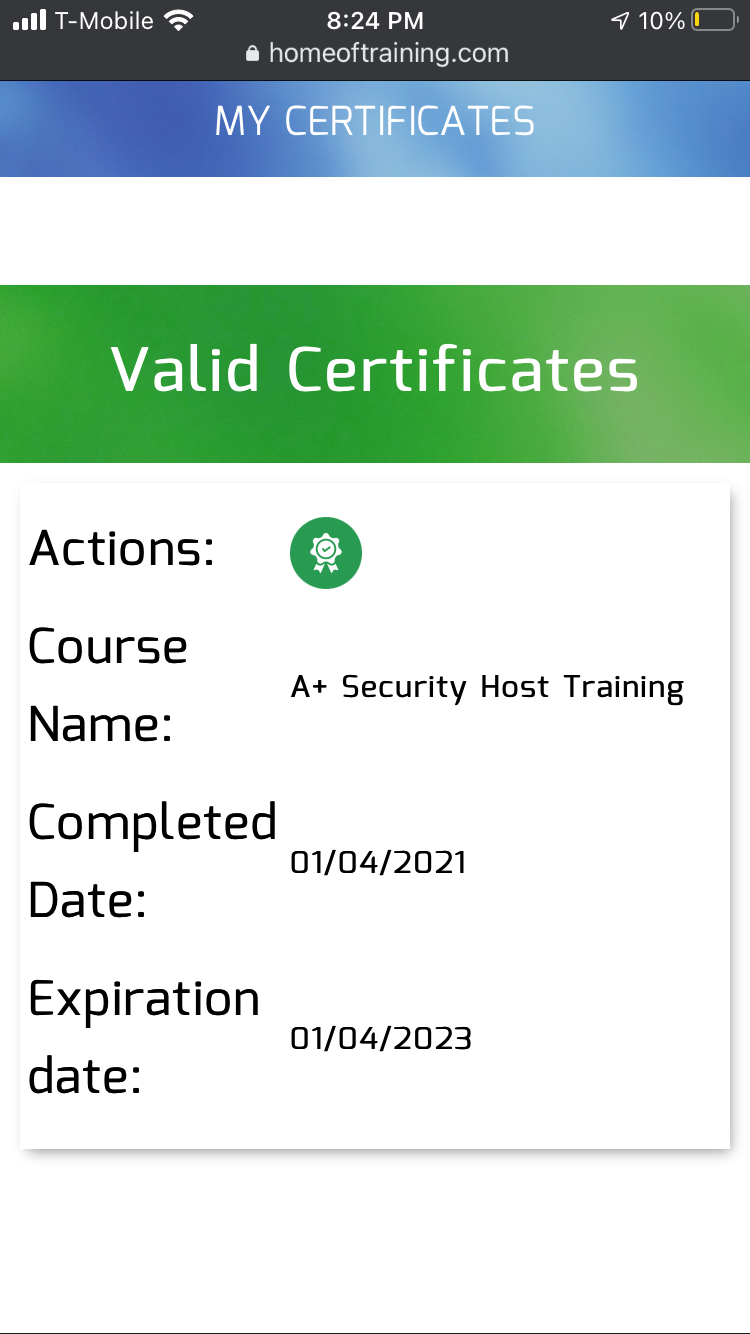 T-Mobile 8:24 PM 10%
homeoftraining.com
MY CERTIFICATES
Valid Certificates
Actions:
Course
Name:
A+ Security Host Training
Completed
Date:
01/04/2021
Expiration
date:
01/04/2023